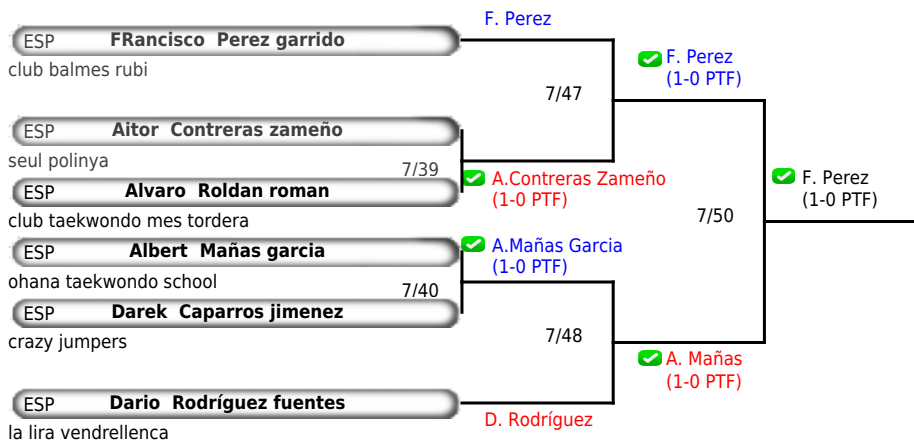 F. Perez
ESP FRancisco Perez garrido
club balmes rubi
F. Perez
(1-0 PTF)
7/47
ESP Aitor Contreras zameño
seul polinya
7/39
A.Contreras Zameño
(1-0 PTF)
ESP Alvaro Roldan roman
club taekwondo mes tordera
F. Perez
(1-0 PTF)
7/50
ESP Albert Mañas garcia
ohana taekwondo school
A.Mañas Garcia
(1-0 PTF)
7/40
ESP Darek Caparros jimenez
crazy jumpers
7/48
A. Mañas
(1-0 PTF)
ESP Dario Rodríguez fuentes
la lira vendrellenca
D. Rodríguez